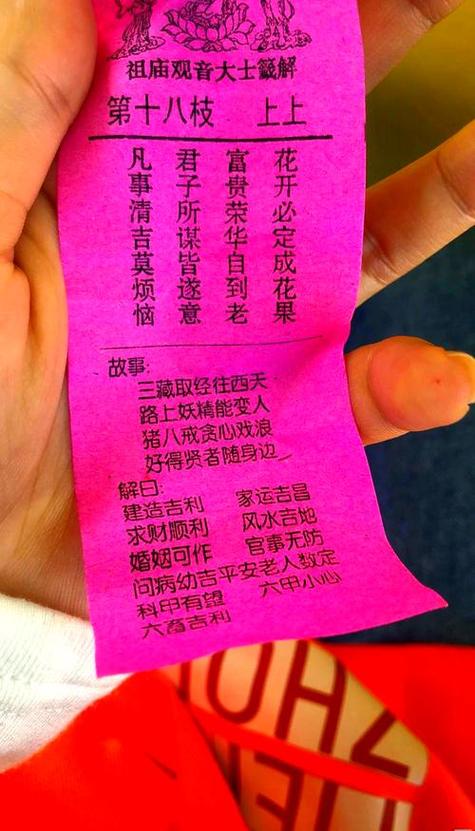 祖庙观音大士籤解
第十八枝 上上
花开必定成花果
富贵荣华自到老
君子所谋皆遂意
凡事清吉莫烦恼
故事:
三藏取经往西天
路上妖精能变人
猪八戒贪心戏浪
好得贤者随身边
解曰:
建造吉利 家运吉昌
求财顺利 风水吉地
婚姻可作 官事无防
问病幼吉平安老人数定
科甲有望 六甲小心
六畜吉利